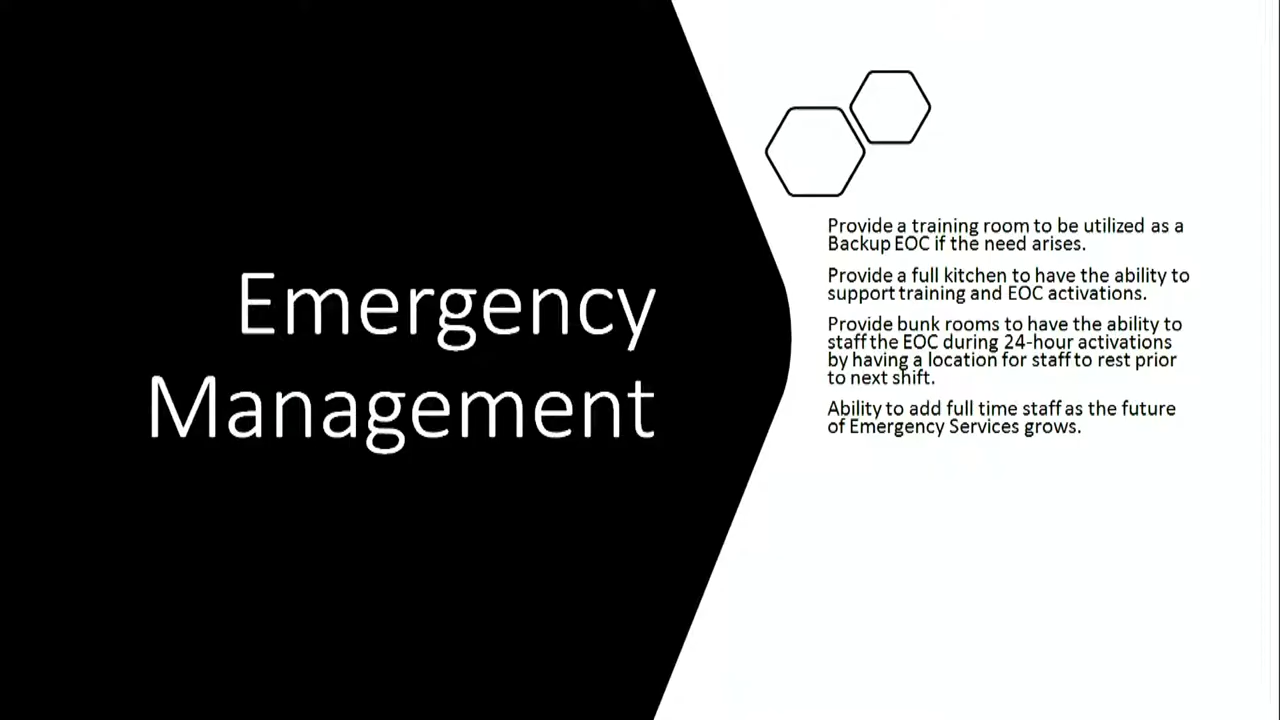 Emergency
Management
Provide a training room to be utilized as a
Backup EOC if the need arises.
Provide a full kitchen to have the ability to
support training and EOC activations.
Provide bunk rooms to have the ability to
staff the EOC during 24-hour activations
by having a location for staff to rest prior
to next shift.
Ability to add full time staff as the future
of Emergency Services grows.